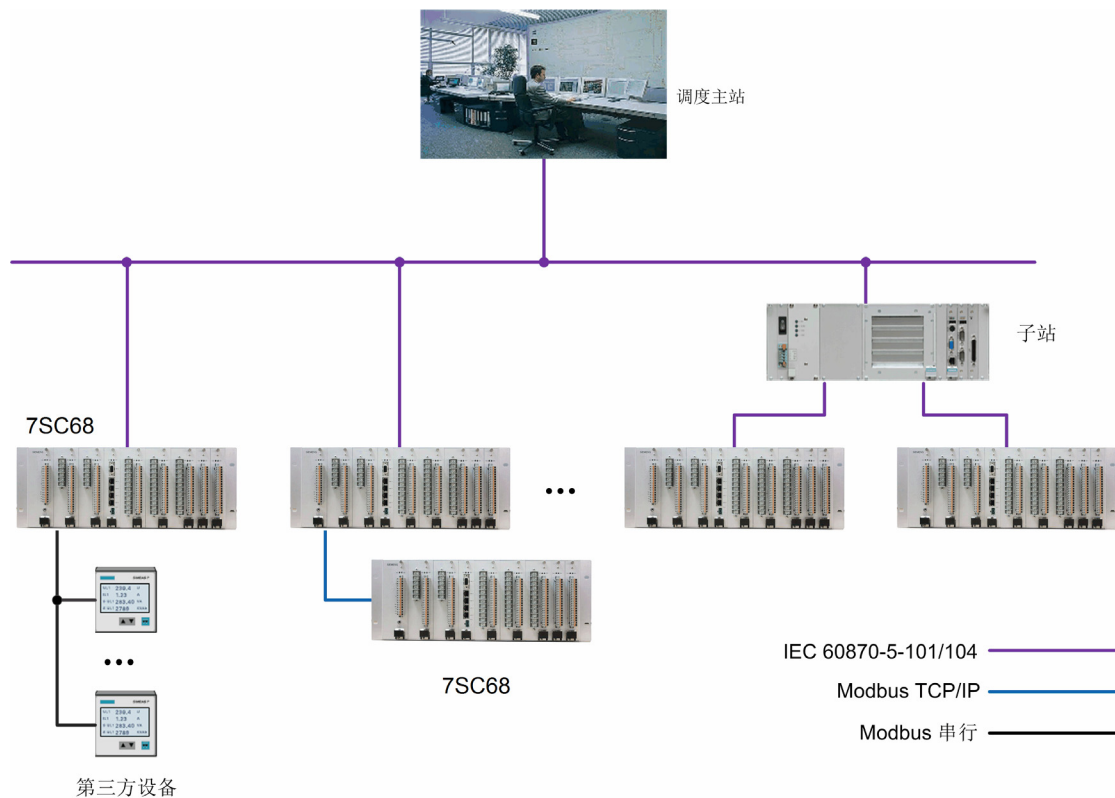 调度主站
子站
7SC68
7SC68
第三方设备
IEC 60870-5-101/104
Modbus TCP/IP
Modbus 串行